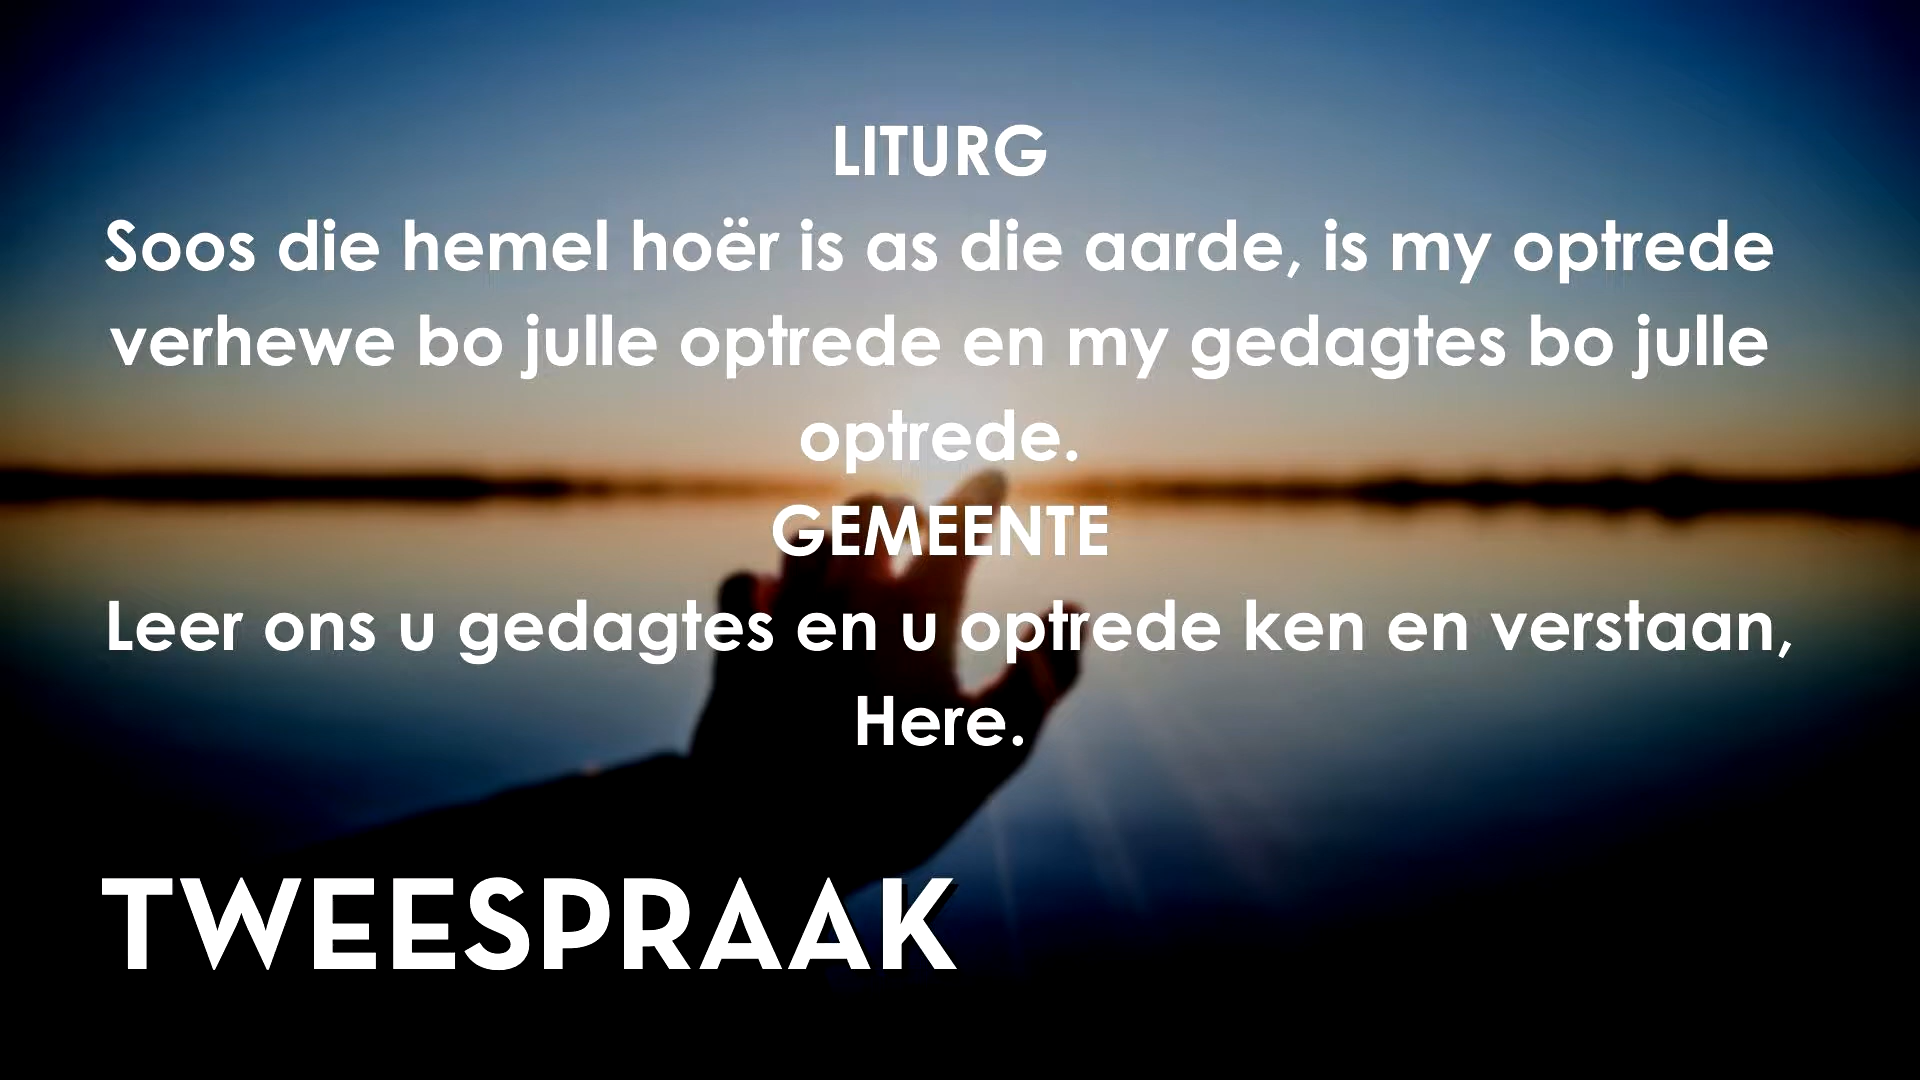 LITURG
Soos die hemel hoër is as die aarde, is my optrede
verhewe bo julle optrede en my gedagtes bo julle
optrede.
GEMEENTE
Leer ons u gedagtes en u optrede ken en verstaan,
Here.
TWEESPRAAK